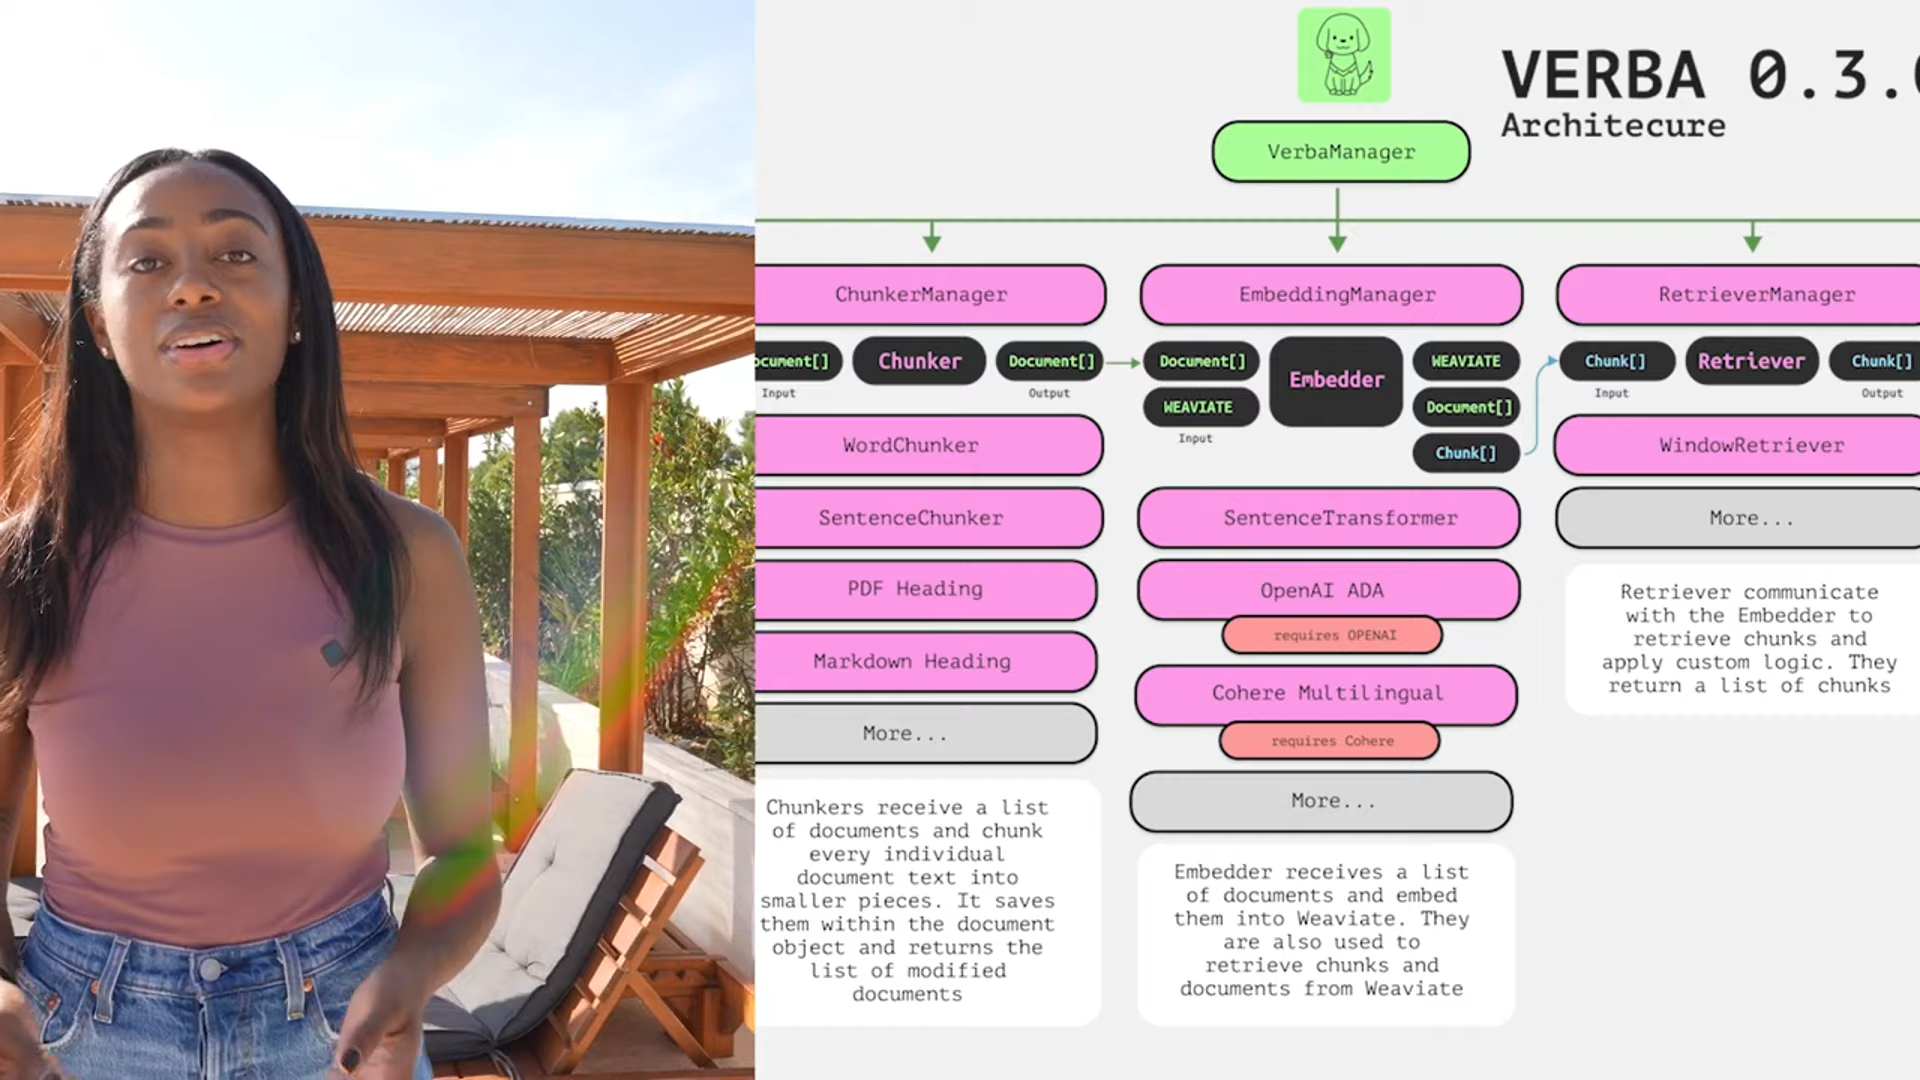 VERBA 0.3.
Architecure
VerbaManager
ChunkerManager
EmbeddingManager
RetrieverManager
Chunker
Document[]
Document[]
Embedder
WEAVIATE
Chunk[]
Retriever
Chunk[]
WEAVIATE
Document[]
Input
Output
Input
Input
Output
Chunk[]
WordChunker
WindowRetriever
SentenceChunker
SentenceTransformer
More...
PDF Heading
OpenAI ADA
requires OPENAI
Markdown Heading
Cohere Multilingual
requires Cohere
More...
More...
Retriever communicate
with the Embedder to
retrieve chunks and
apply custom logic. They
return a list of chunks
Chunkers receive a list
of documents and chunk
every individual
document text into
smaller pieces. It saves
them within the document
object and returns the
list of modified
documents
Embedder receives a list
of documents and embed
them into Weaviate. They
are also used to
retrieve chunks and
documents from Weaviate